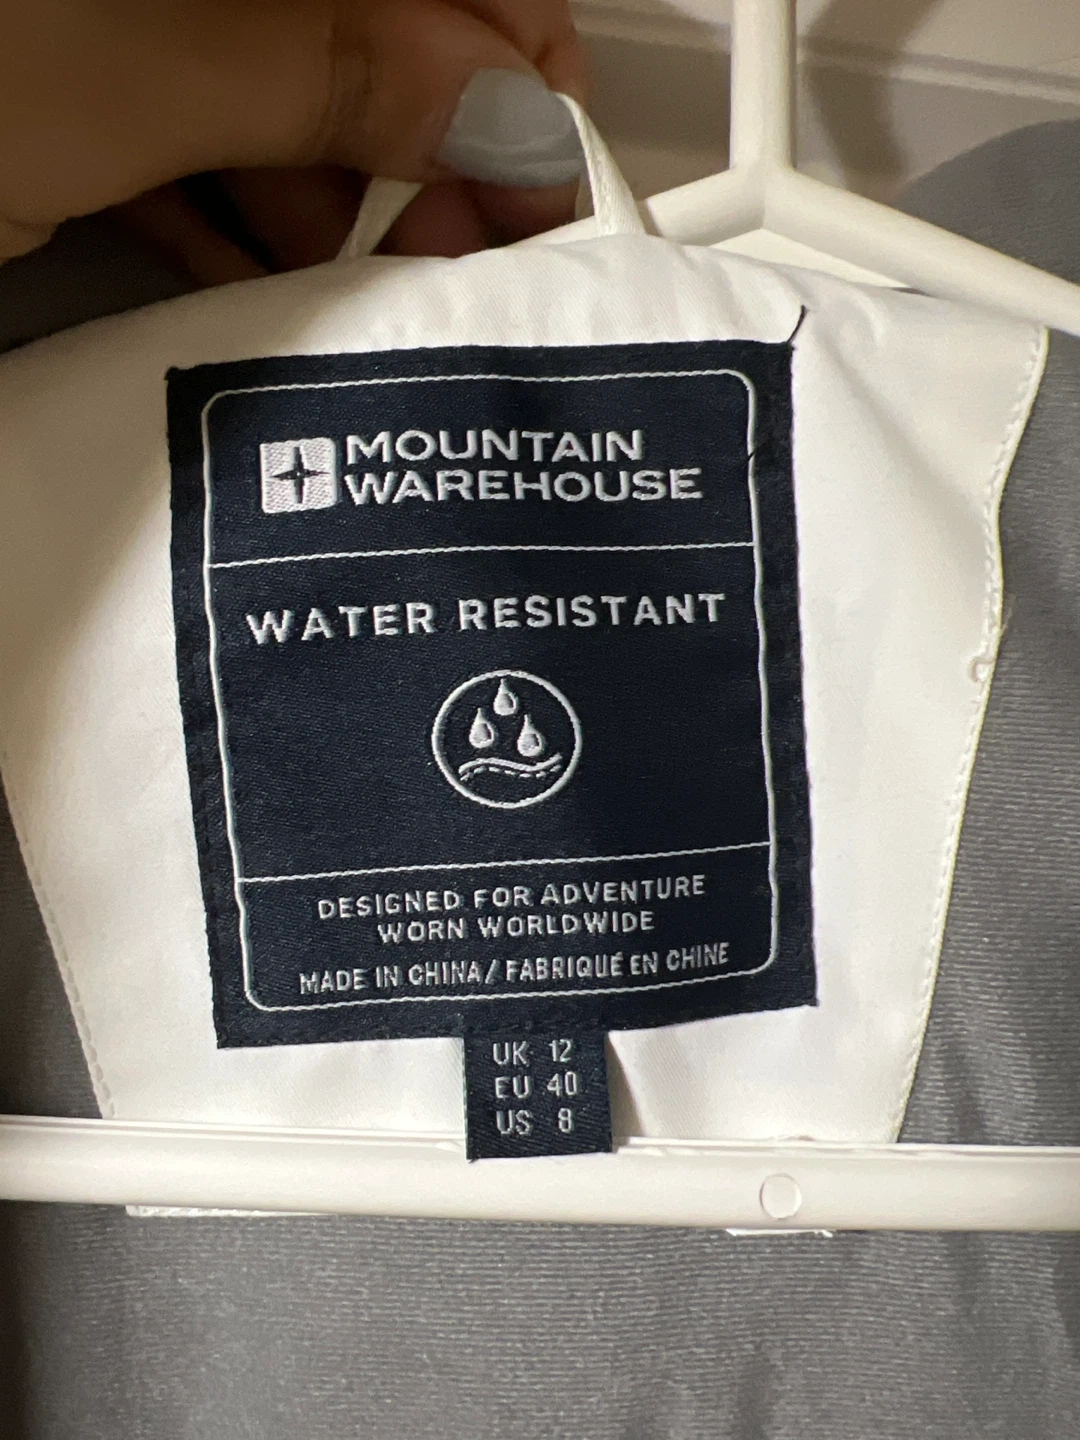 MOUNTAIN
WAREHOUSE
WATER RESISTANT
DESIGNED FOR ADVENTURE
WORN WORLDWIDE
MADE IN CHINA / FABRIQUÉ EN CHINE
UK 12
EU 40
US 8